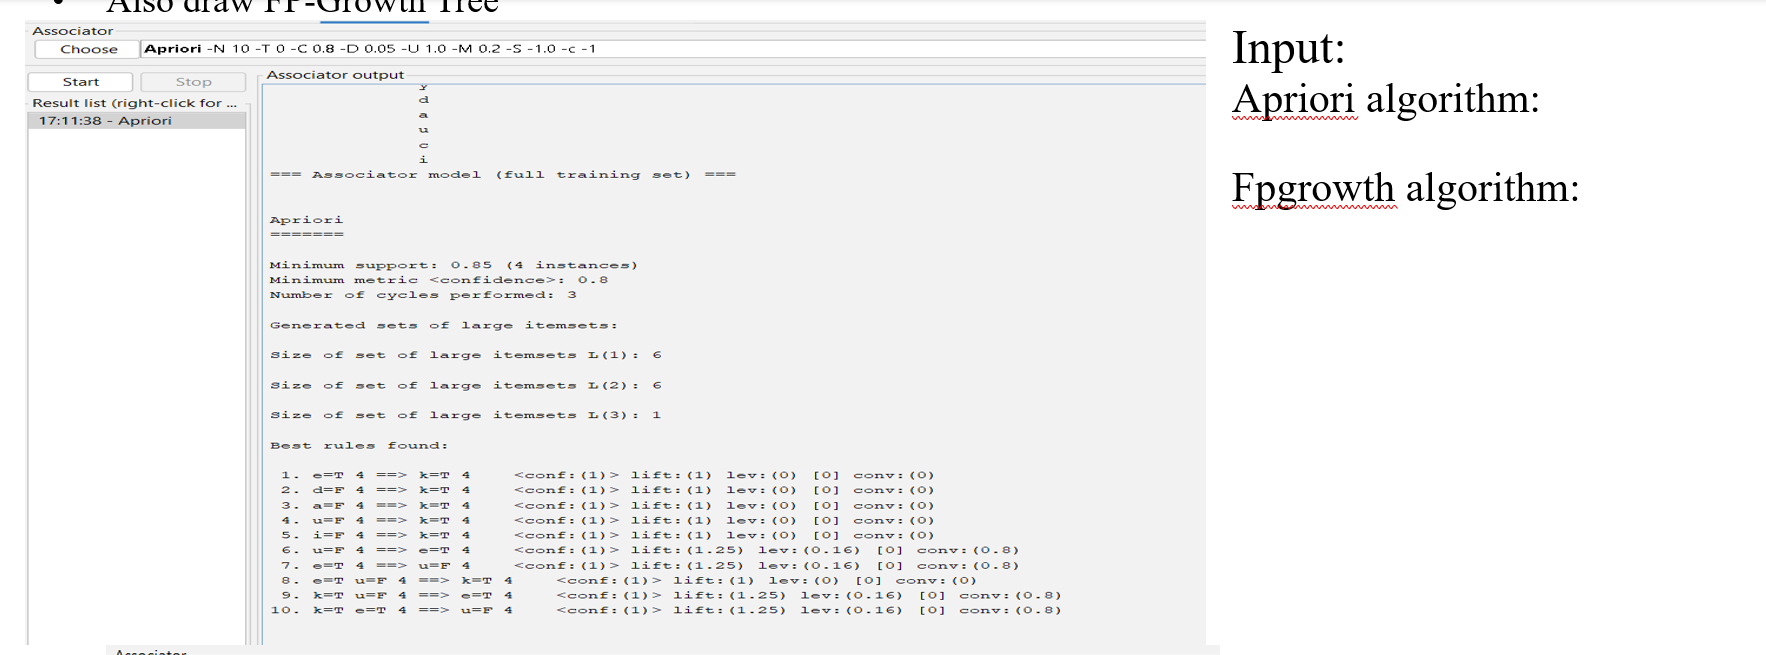 • Also draw FP-Growth Tree
Associator
Choose Apriori -N 10 -T 0 -C 0.8 -D 0.05 -U 1.0 -M 0.2 -S -1.0 -c -1
Start Stop
Result list (right-click for ...
17:11:38 - Apriori
Associator output
y
d
a
u
c
i
=== Associator model (full training set) ===
Apriori
=======
Minimum support: 0.85 (4 instances)
Minimum metric <confidence>: 0.8
Number of cycles performed: 3
Generated sets of large itemsets:
Size of set of large itemsets L(1): 6
Size of set of large itemsets L(2): 6
Size of set of large itemsets L(3): 1
Best rules found:
1. e=T 4 ==> k=T 4 <conf:(1)> lift:(1) lev:(0) [0] conv:(0)
2. d=F 4 ==> k=T 4 <conf:(1)> lift:(1) lev:(0) [0] conv:(0)
3. a=F 4 ==> k=T 4 <conf:(1)> lift:(1) lev:(0) [0] conv:(0)
4. u=F 4 ==> k=T 4 <conf:(1)> lift:(1) lev:(0) [0] conv:(0)
5. i=F 4 ==> k=T 4 <conf:(1)> lift:(1) lev:(0) [0] conv:(0)
6. u=F 4 ==> e=T 4 <conf:(1)> lift:(1.25) lev:(0.16) [0] conv:(0.8)
7. e=T 4 ==> u=F 4 <conf:(1)> lift:(1.25) lev:(0.16) [0] conv:(0.8)
8. e=T u=F 4 ==> k=T 4 <conf:(1)> lift:(1) lev:(0) [0] conv:(0)
9. k=T u=F 4 ==> e=T 4 <conf:(1)> lift:(1.25) lev:(0.16) [0] conv:(0.8)
10. k=T e=T 4 ==> u=F 4 <conf:(1)> lift:(1.25) lev:(0.16) [0] conv:(0.8)
Associator
Input:
Apriori algorithm:
Fpgrowth algorithm: